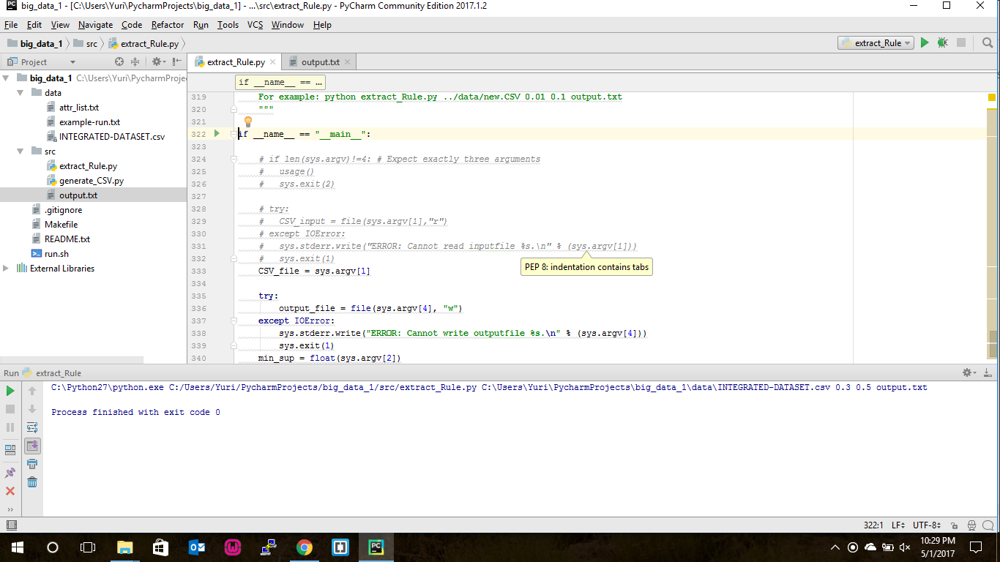 big_data_1 - [C:\Users\Yuri\PycharmProjects\big_data_1] - ...\src\extract_Rule.py - PyCharm Community Edition 2017.1.2
File Edit View Navigate Code Refactor Run Tools VCS Window Help
big_data_1 src extract_Rule.py extract_Rule
Project
extract_Rule.py output.txt
big_data_1 C:\Users\Yuri\PycharmProje
data
attr_list.txt
example-run.txt
INTEGRATED-DATASET.csv
src
extract_Rule.py
generate_CSV.py
output.txt
.gitignore
Makefile
README.txt
run.sh
External Libraries
if __name__ == ...
319 For example: python extract_Rule.py ../data/new.CSV 0.01 0.1 output.txt
320 """
321
322 if __name__ == "__main__":
323
324 # if len(sys.argv)!=4: # Expect exactly three arguments
325 #   usage()
326 #   sys.exit(2)
327
328 # try:
329 #   CSV_input = file(sys.argv[1],"r")
330 # except IOError:
331 #   sys.stderr.write("ERROR: Cannot read inputfile %s.\n" % (sys.argv[1]))
332 #   sys.exit(1)
PEP 8: indentation contains tabs
333 CSV_file = sys.argv[1]
334
335 try:
336 output_file = file(sys.argv[4], "w")
337 except IOError:
338 sys.stderr.write("ERROR: Cannot write outputfile %s.\n" % (sys.argv[4]))
339 sys.exit(1)
340 min_sup = float(sys.argv[2])
Run extract_Rule
C:\Python27\python.exe C:/Users/Yuri/PycharmProjects/big_data_1/src/extract_Rule.py C:\Users\Yuri\PycharmProjects\big_data_1\data\INTEGRATED-DATASET.csv 0.3 0.5 output.txt
Process finished with exit code 0
322:1 LF UTF-8
10:29 PM
5/1/2017